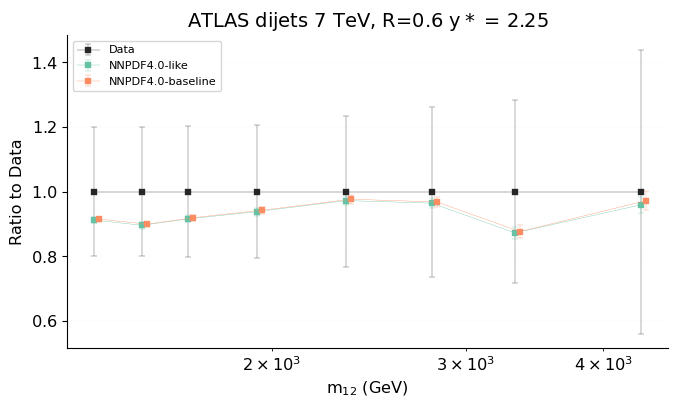 ATLAS dijets 7 TeV, R=0.6 y * = 2.25
Data
NNPDF4.0-like
NNPDF4.0-baseline
Ratio to Data
1.4
1.2
1.0
0.8
0.6
2 × 10³
3 × 10³
4 × 10³
m₁₂ (GeV)